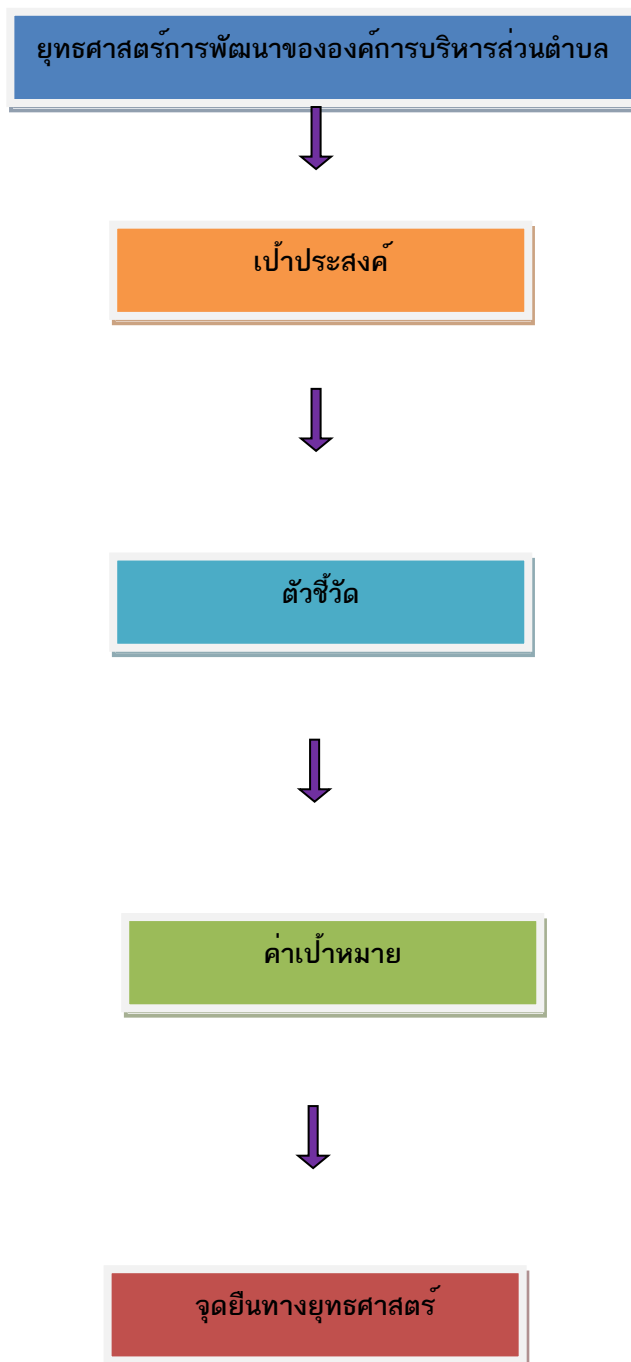 ยุทธศาสตร์การพัฒนาขององค์การบริหารส่วนตำบล
เป้าประสงค์
ตัวชี้วัด
ค่าเป้าหมาย
จุดยืนทางยุทธศาสตร์